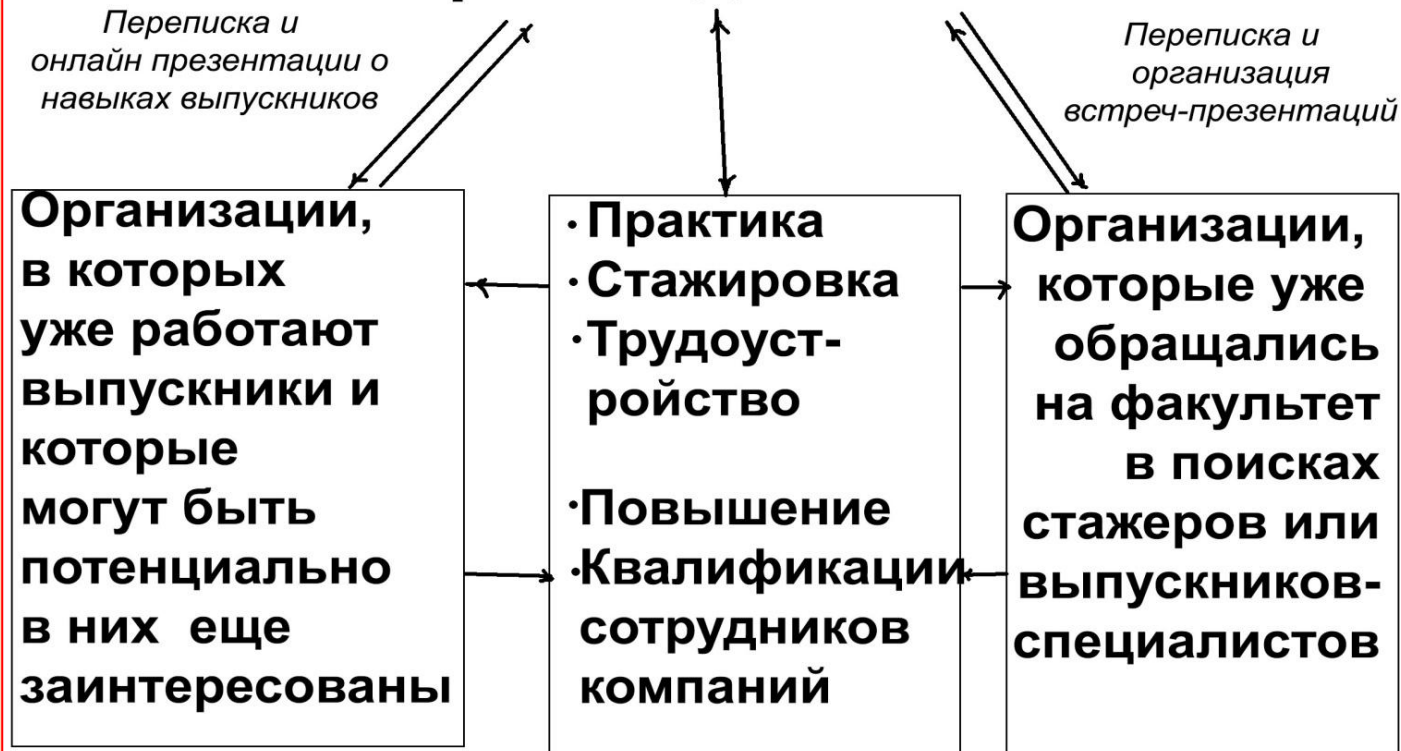 Переписка и
онлайн презентации о
навыках выпускников
Переписка и
организация
встреч-презентаций
Организации,
в которых
уже работают
выпускники и
которые
могут быть
потенциально
в них еще
заинтересованы
· Практика
· Стажировка
· Трудоуст-
ройство
· Повышение
· Квалификации
сотрудников
компаний
Организации,
которые уже
обращались
на факультет
в поисках
стажеров или
выпускников-
специалистов